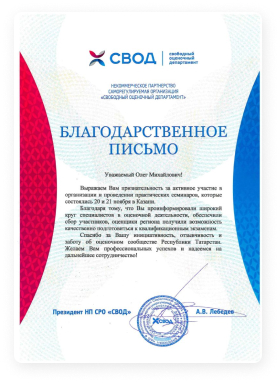 СВОД
свободный
оценочный
департамент
НЕКОММЕРЧЕСКОЕ ПАРТНЕРСТВО
САМОРЕГУЛИРУЕМАЯ ОРГАНИЗАЦИЯ
«СВОБОДНЫЙ ОЦЕНОЧНЫЙ ДЕПАРТАМЕНТ»
БЛАГОДАРСТВЕННОЕ
ПИСЬМО
Уважаемый Олег Михайлович!
Выражаем Вам признательность за активное участие в
организации и проведении практических семинаров, которые
состоялись 20 и 21 ноября в Казани.
Благодаря тому, что Вы проинформировали широкий
круг специалистов в оценочной деятельности, обеспечили
сбор участников, оценщики региона получили возможность
качественно подготовиться к квалификационным экзаменам.
Спасибо за Вашу инициативность, отзывчивость и
заботу об оценочном сообществе Республики Татарстан.
Желаем Вам профессиональных успехов и надеемся на
дальнейшее сотрудничество!
Президент НП СРО «СВОД»
А.В. Лебедев